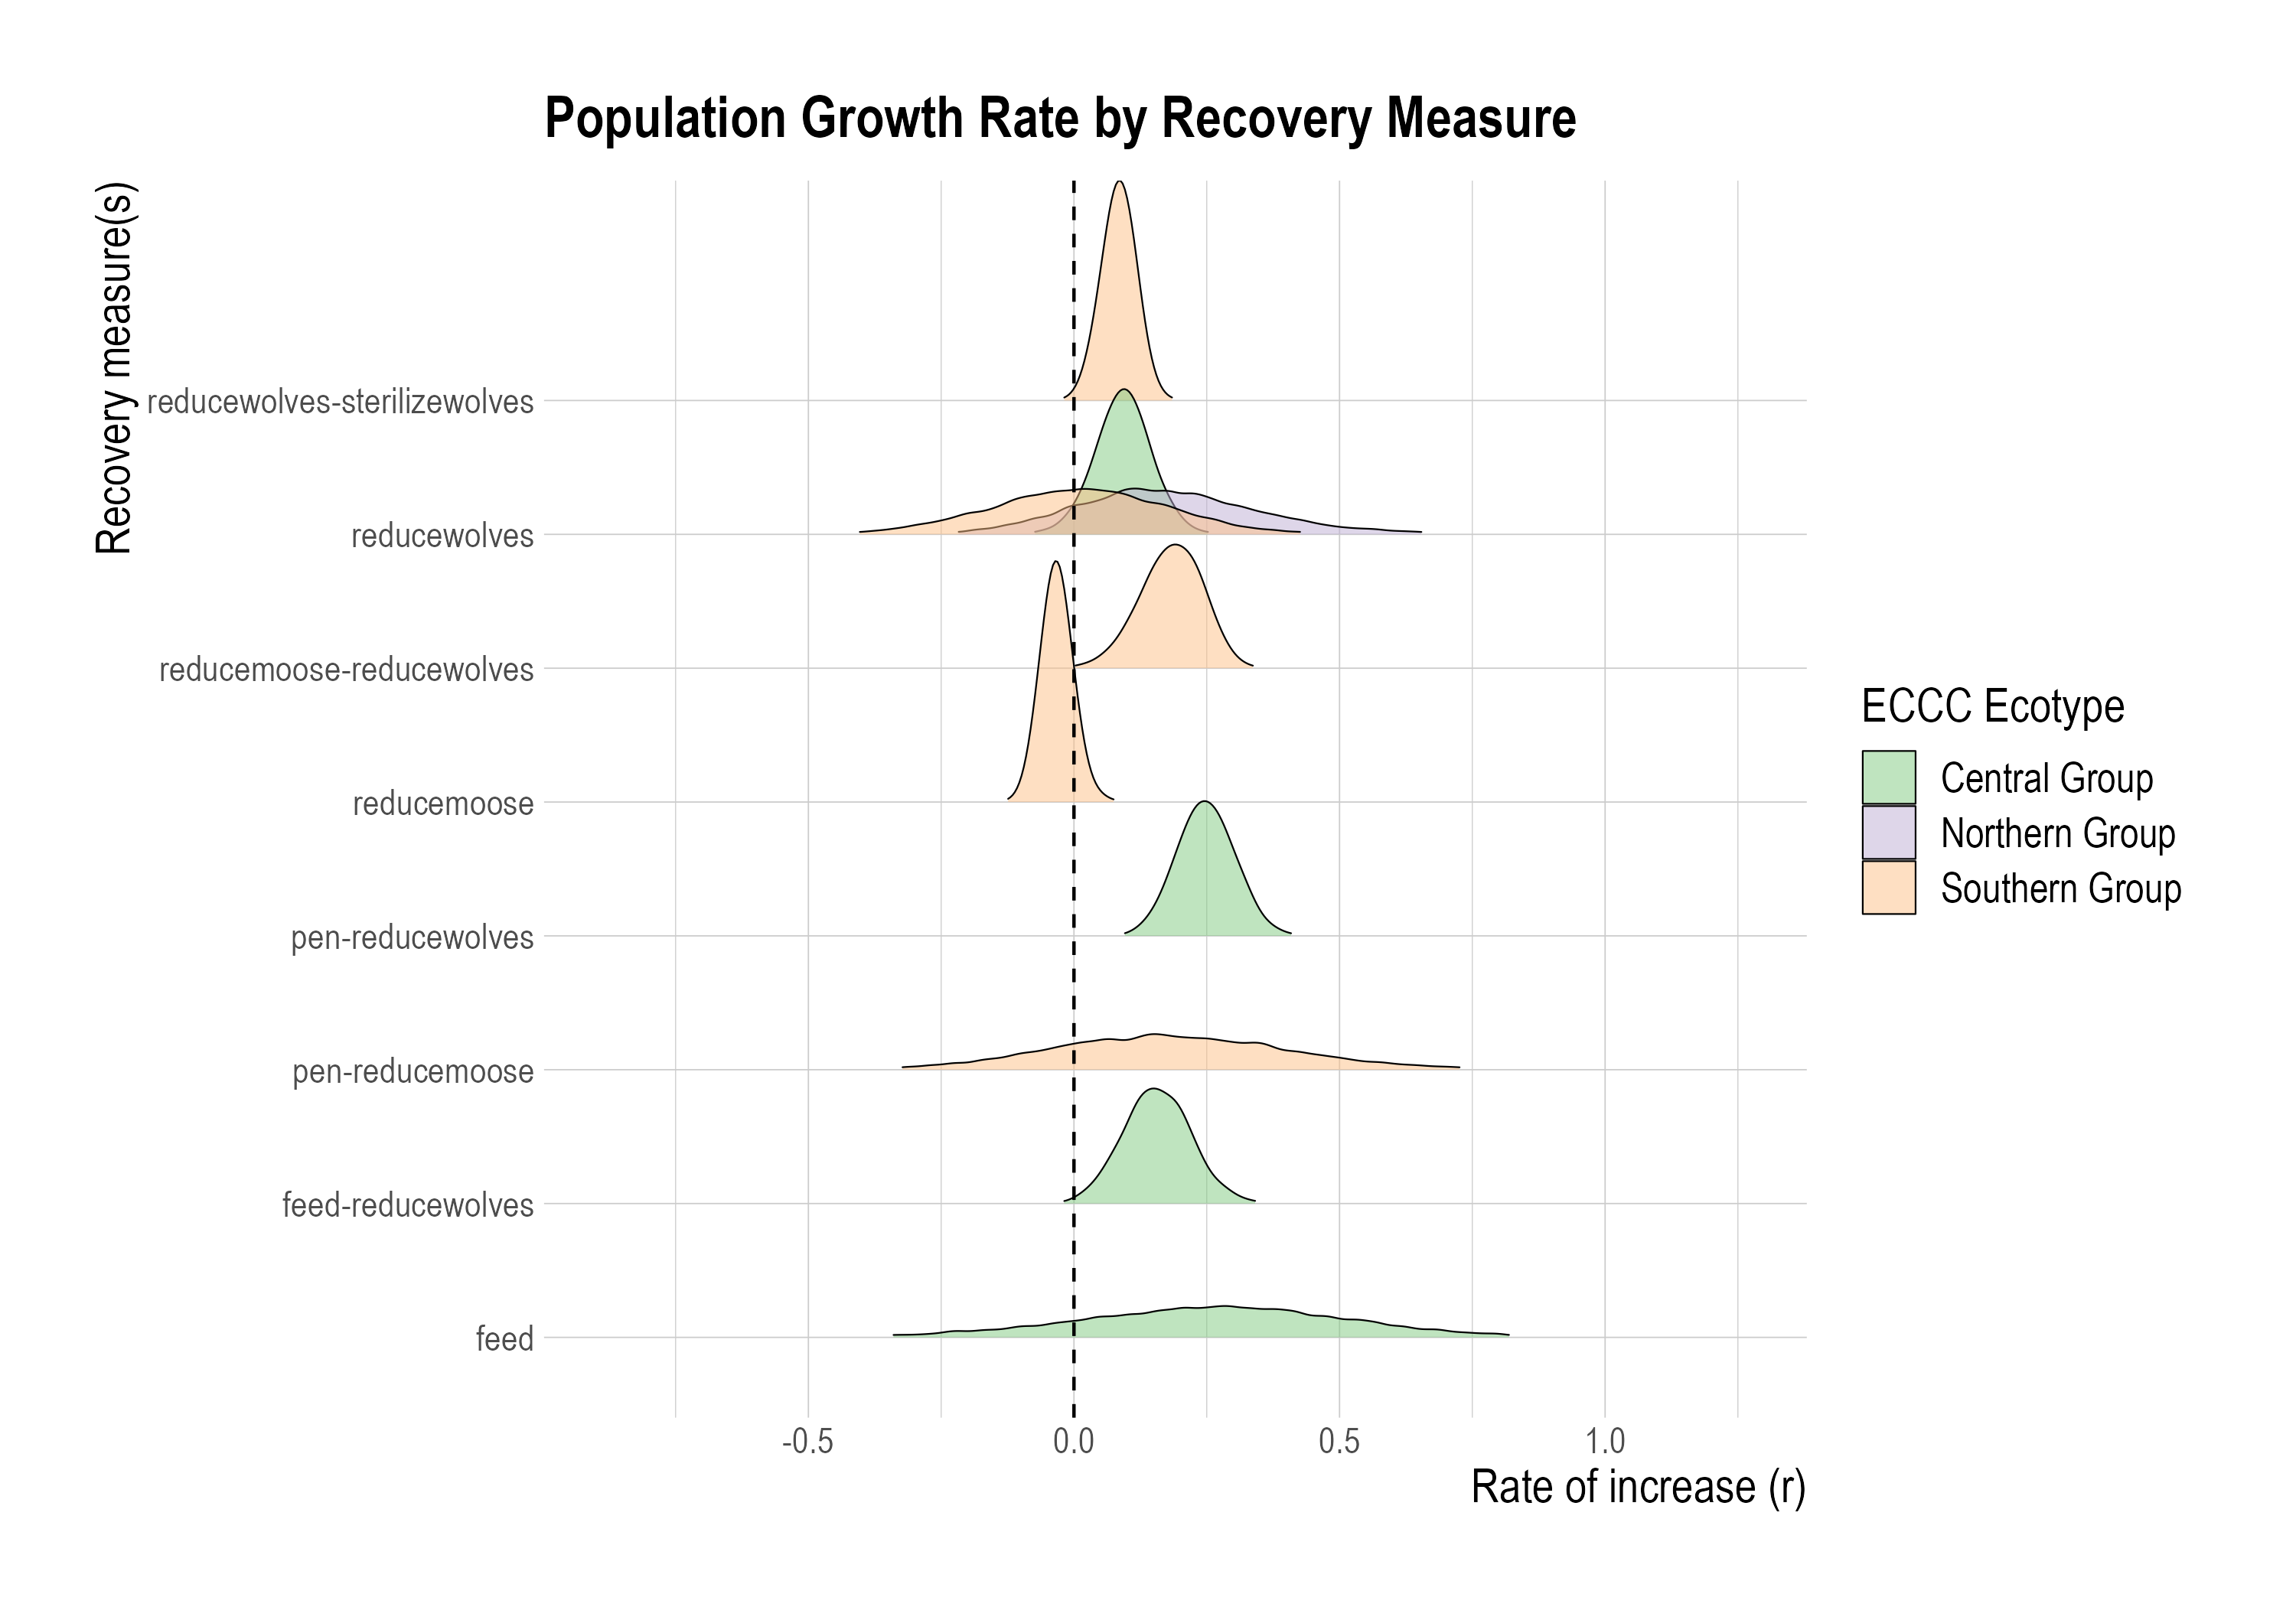 Population Growth Rate by Recovery Measure
Recovery measure(s)
reducewolves-sterilizewolves
reducewolves
reducemoose-reducewolves
reducemoose
pen-reducewolves
pen-reducemoose
feed-reducewolves
feed
-0.5
0.0
0.5
1.0
Rate of increase (r)
ECCC Ecotype
Central Group
Northern Group
Southern Group